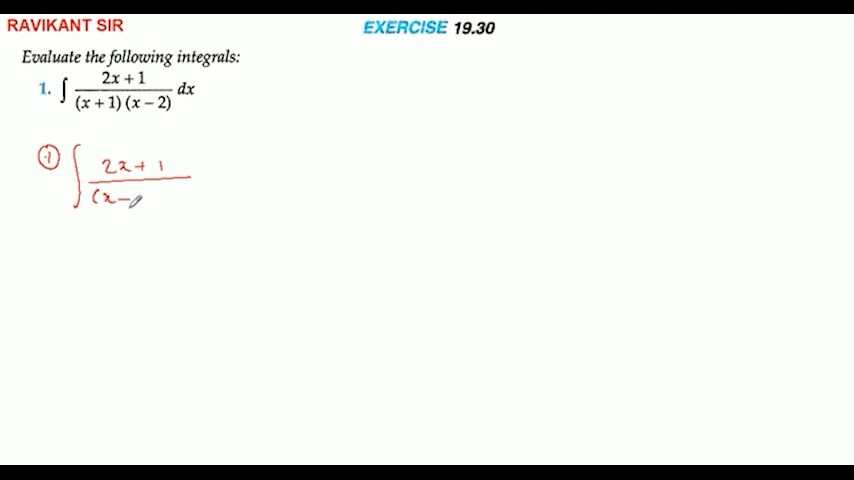 RAVIKANT SIR
EXERCISE 19.30
Evaluate the following integrals:
1. ∫ (2x + 1) / ((x + 1) (x − 2)) dx
① ∫ 2x + 1
(x −